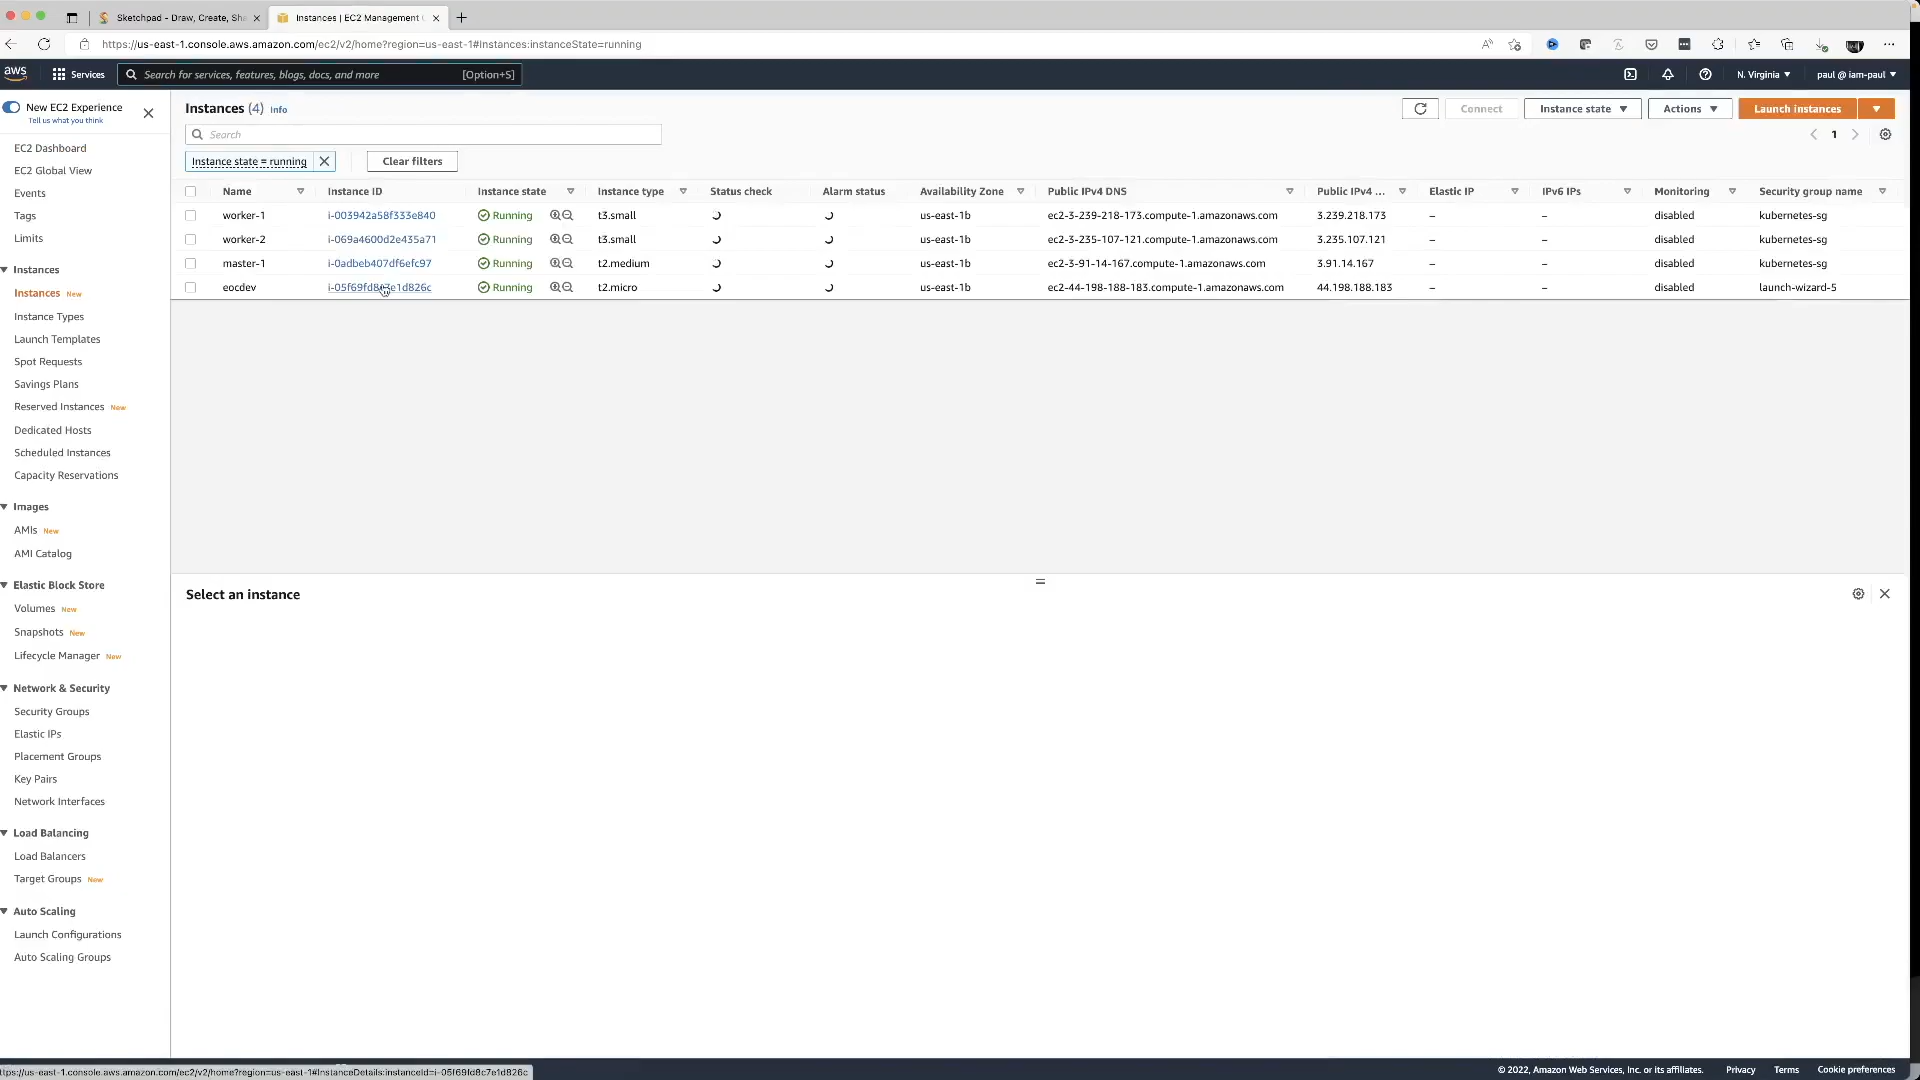 Sketchpad - Draw, Create, Sha
Instances | EC2 Management
https://us-east-1.console.aws.amazon.com/ec2/v2/home?region=us-east-1#Instances:instanceState=running
aws Services Search for services, features, blogs, docs, and more [Option+S] N. Virginia paul @ iam-paul
New EC2 Experience
Tell us what you think
EC2 Dashboard
EC2 Global View
Events
Tags
Limits
Instances
Instances New
Instance Types
Launch Templates
Spot Requests
Savings Plans
Reserved Instances New
Dedicated Hosts
Scheduled Instances
Capacity Reservations
Images
AMIs New
AMI Catalog
Elastic Block Store
Volumes New
Snapshots New
Lifecycle Manager New
Network & Security
Security Groups
Elastic IPs
Placement Groups
Key Pairs
Network Interfaces
Load Balancing
Load Balancers
Target Groups New
Auto Scaling
Launch Configurations
Auto Scaling Groups
Instances (4) Info Connect Instance state Actions Launch instances
Search 1
Instance state = running Clear filters
Name Instance ID Instance state Instance type Status check Alarm status Availability Zone Public IPv4 DNS Public IPv4 ... Elastic IP IPv6 IPs Monitoring Security group name
worker-1 i-003942a58f333e840 Running t3.small us-east-1b ec2-3-239-218-173.compute-1.amazonaws.com 3.239.218.173 – – disabled kubernetes-sg
worker-2 i-069a4600d2e435a71 Running t3.small us-east-1b ec2-3-235-107-121.compute-1.amazonaws.com 3.235.107.121 – – disabled kubernetes-sg
master-1 i-0adbeb407df6efc97 Running t2.medium us-east-1b ec2-3-91-14-167.compute-1.amazonaws.com 3.91.14.167 – – disabled kubernetes-sg
eocdev i-05f69fd8c7e1d826c Running t2.micro us-east-1b ec2-44-198-188-183.compute-1.amazonaws.com 44.198.188.183 – – disabled launch-wizard-5
Select an instance
ttps://us-east-1.console.aws.amazon.com/ec2/v2/home?region=us-east-1#InstanceDetails:instanceId=i-05f69fd8c7e1d826c
© 2022, Amazon Web Services, Inc. or its affiliates. Privacy Terms Cookie preferences